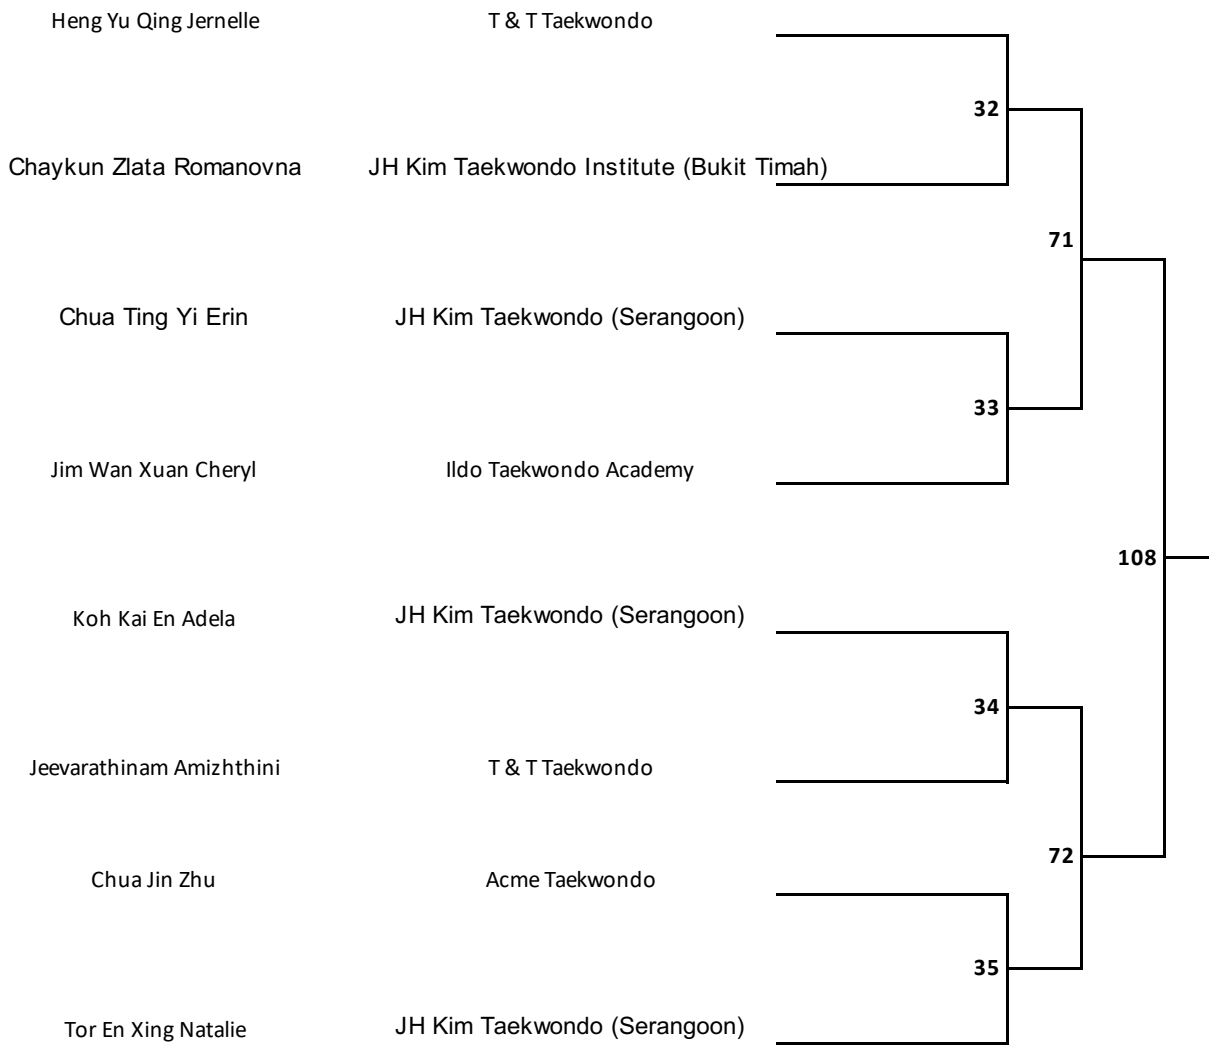 Heng Yu Qing Jernelle T & T Taekwondo
32
Chaykun Zlata Romanovna JH Kim Taekwondo Institute (Bukit Timah)
71
Chua Ting Yi Erin JH Kim Taekwondo (Serangoon)
33
Jim Wan Xuan Cheryl Ildo Taekwondo Academy
108
Koh Kai En Adela JH Kim Taekwondo (Serangoon)
34
Jeevarathinam Amizhthini T & T Taekwondo
72
Chua Jin Zhu Acme Taekwondo
35
Tor En Xing Natalie JH Kim Taekwondo (Serangoon)